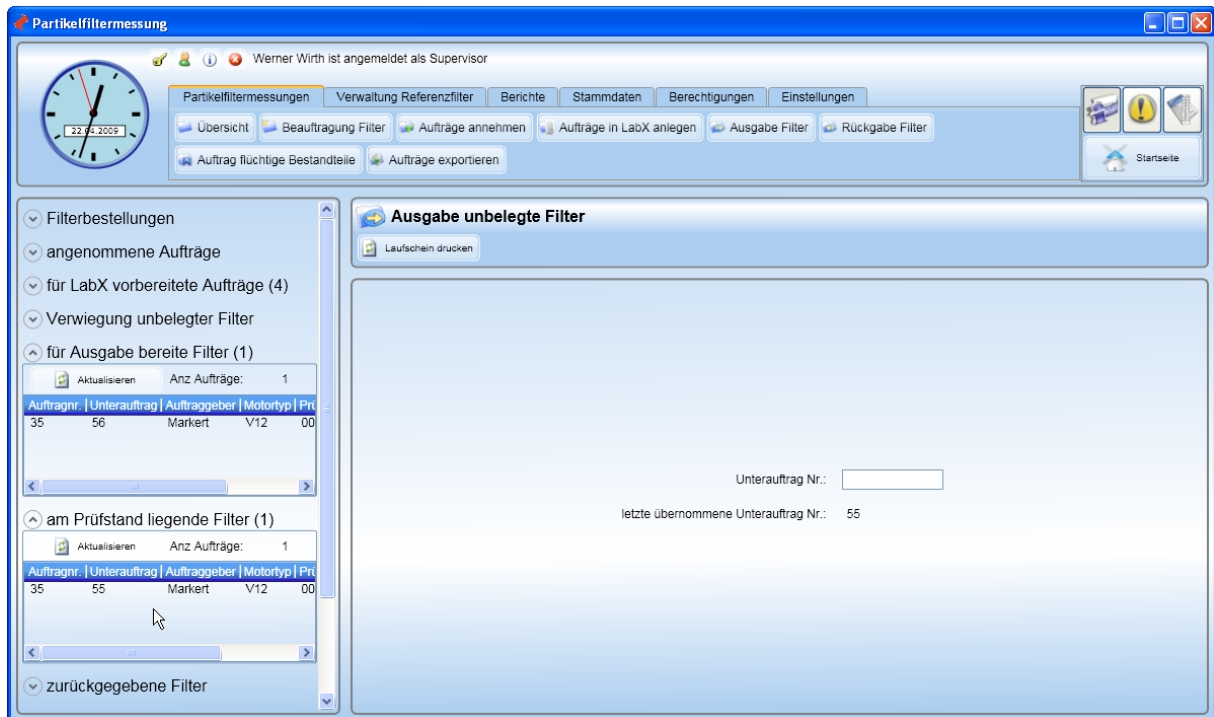 Partikelfiltermessung
Werner Wirth ist angemeldet als Supervisor
Partikelfiltermessungen Verwaltung Referenzfilter Berichte Stammdaten Berechtigungen Einstellungen
Übersicht Beauftragung Filter Aufträge annehmen Aufträge in LabX anlegen Ausgabe Filter Rückgabe Filter
22.04.2009
Auftrag flüchtige Bestandteile Aufträge exportieren
Startseite
Filterbestellungen
angenommene Aufträge
für LabX vorbereitete Aufträge (4)
Verwiegung unbelegter Filter
für Ausgabe bereite Filter (1)
Aktualisieren Anz Aufträge: 1
Auftragnr. Unterauftrag Auftraggeber Motortyp Prü
35 56 Markert V12 00
am Prüfstand liegende Filter (1)
Aktualisieren Anz Aufträge: 1
Auftragnr. Unterauftrag Auftraggeber Motortyp Prü
35 55 Markert V12 00
zurückgegebene Filter
Ausgabe unbelegte Filter
Laufschein drucken
Unterauftrag Nr.:
letzte übernommene Unterauftrag Nr.: 55